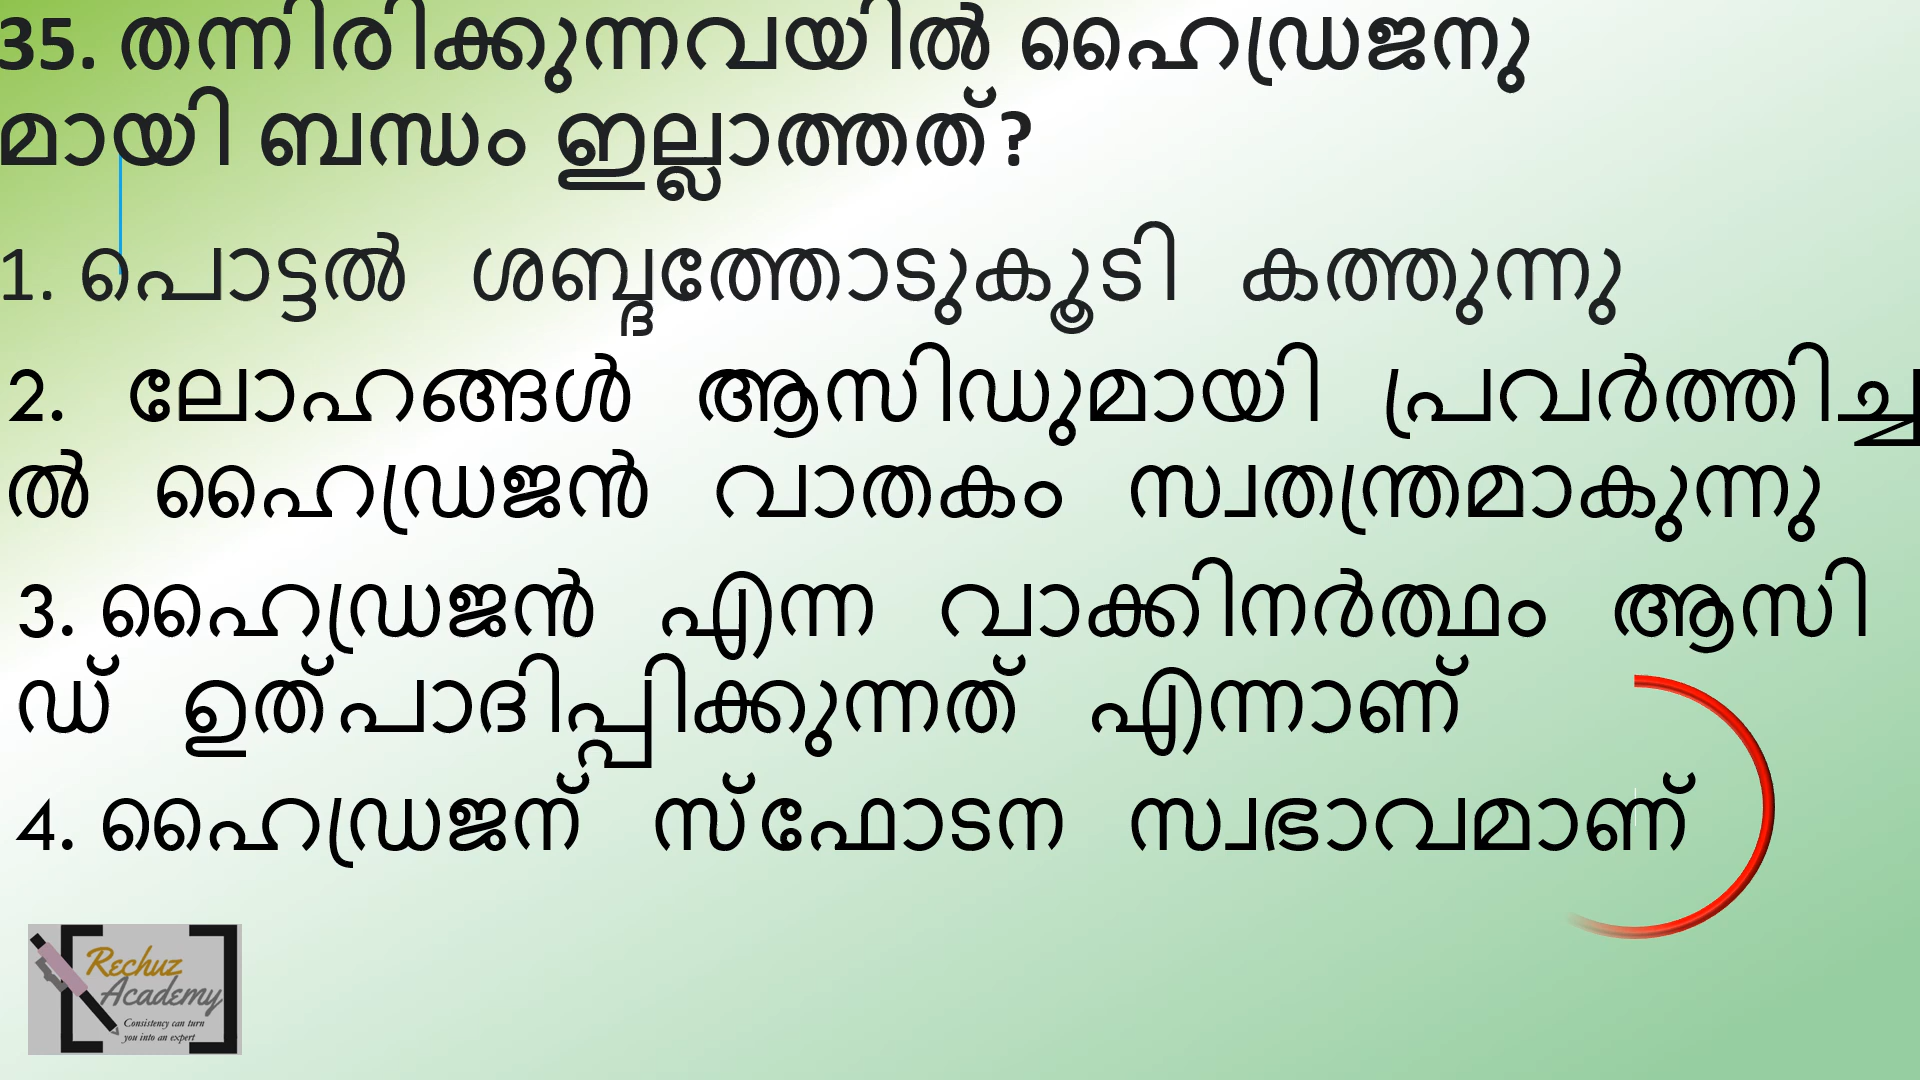 35. തന്നിരിക്കുന്നവയിൽ ഹൈഡ്രജനു
മായി ബന്ധം ഇല്ലാത്തത്?
1. പൊട്ടൽ ശബ്ദത്തോടുകൂടി കത്തുന്നു
2. ലോഹങ്ങൾ ആസിഡുമായി പ്രവർത്തിച്ച
ൽ ഹൈഡ്രജൻ വാതകം സ്വതന്ത്രമാകുന്നു
3. ഹൈഡ്രജൻ എന്ന വാക്കിനർത്ഥം ആസി
ഡ് ഉത്പാദിപ്പിക്കുന്നത് എന്നാണ്
4. ഹൈഡ്രജന് സ്ഫോടന സ്വഭാവമാണ്
Rechuz
Academy
Consistency can turn
you into an expert